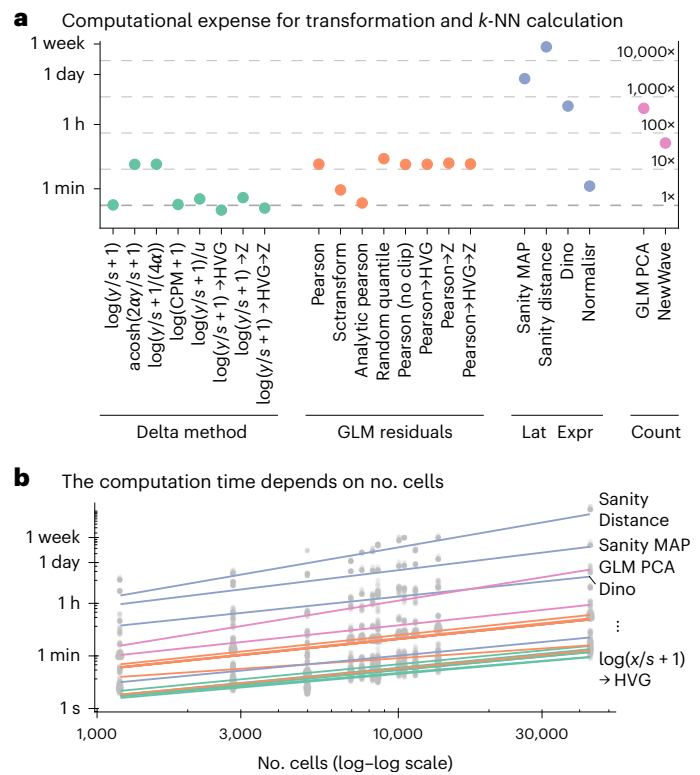 a Computational expense for transformation and k-NN calculation
1 week
1 day
1 h
1 min
10,000×
1,000×
100×
10×
1×
log(y/s + 1)
acosh(2αy/s + 1)
log(y/s + 1/(4α))
log(CPM + 1)
log(y/s + 1)/u
log(y/s + 1) →HVG
log(y/s + 1) →Z
log(y/s + 1) →HVG→Z
Pearson
Sctransform
Analytic pearson
Random quantile
Pearson (no clip)
Pearson→HVG
Pearson→Z
Pearson→HVG→Z
Sanity MAP
Sanity distance
Dino
Normalisr
GLM PCA
NewWave
Delta method
GLM residuals
Lat Expr
Count
b The computation time depends on no. cells
1 week
1 day
1 h
1 min
1 s
1,000
3,000
10,000
30,000
No. cells (log–log scale)
Sanity
Distance
Sanity MAP
GLM PCA
Dino
⋮
log(x/s + 1)
→ HVG